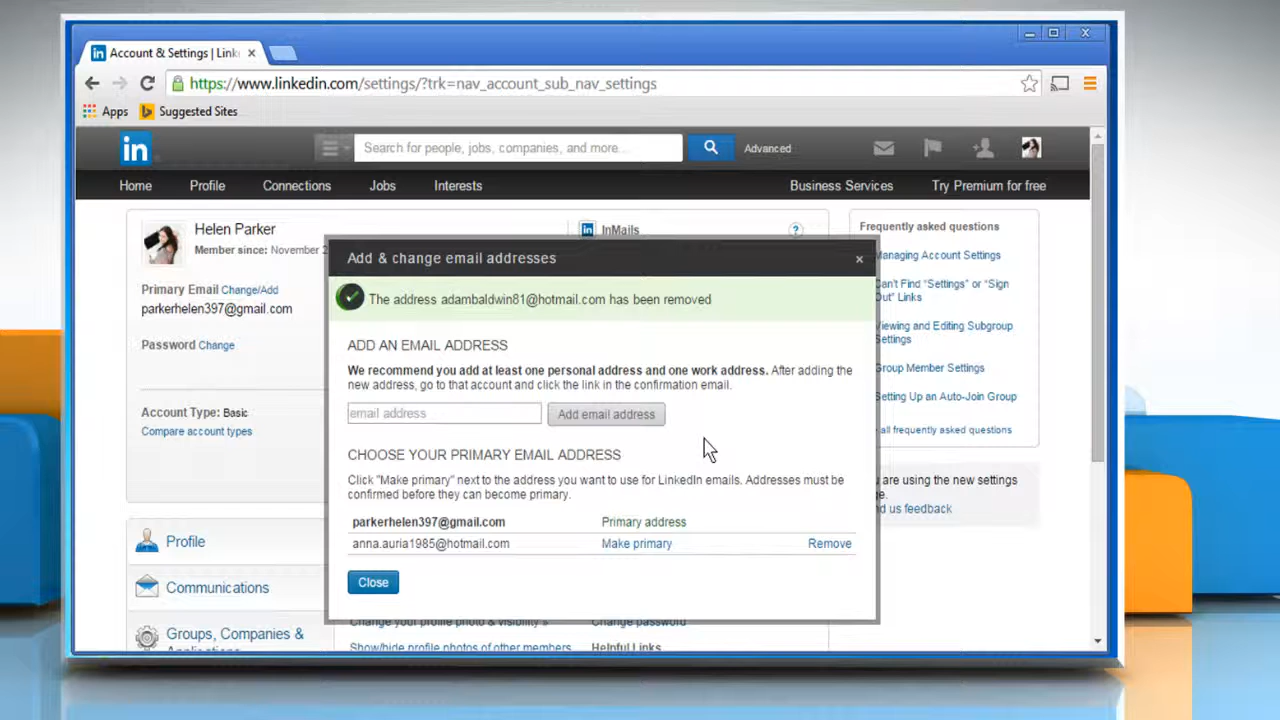 Account & Settings | Link
https://www.linkedin.com/settings/?trk=nav_account_sub_nav_settings
Apps Suggested Sites
in Search for people, jobs, companies, and more... Advanced
Home Profile Connections Jobs Interests Business Services Try Premium for free
Helen Parker
Member since: November 2
Primary Email Change/Add
parkerhelen397@gmail.com
Password Change
Account Type: Basic
Compare account types
Profile
Communications
Groups, Companies &
in InMails ?
Add & change email addresses
The address adambaldwin81@hotmail.com has been removed
ADD AN EMAIL ADDRESS
We recommend you add at least one personal address and one work address. After adding the
new address, go to that account and click the link in the confirmation email.
email address Add email address
CHOOSE YOUR PRIMARY EMAIL ADDRESS
Click "Make primary" next to the address you want to use for LinkedIn emails. Addresses must be
confirmed before they can become primary.
parkerhelen397@gmail.com Primary address
anna.auria1985@hotmail.com Make primary Remove
Close
Change your profile photo & visibility » Change password
Show/hide profile photos of other members Helpful Links
Frequently asked questions
anaging Account Settings
Can't Find "Settings" or "Sign
Out" Links
iewing and Editing Subgroup
Settings
roup Member Settings
etting Up an Auto-Join Group
all frequently asked questions
are using the new settings
us feedback